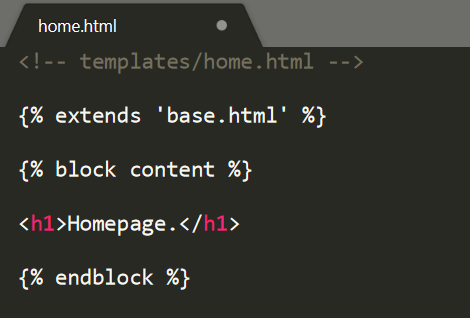 home.html
<!-- templates/home.html -->
{% extends 'base.html' %}
{% block content %}
<h1>Homepage.</h1>
{% endblock %}